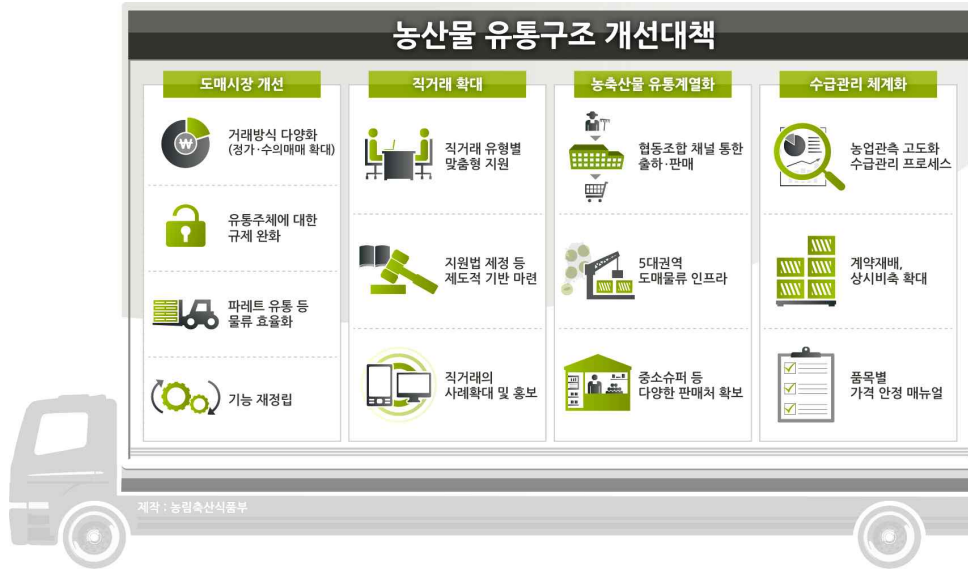 농산물 유통구조 개선대책
도매시장 개선
거래방식 다양화
(정가·수의매매 확대)
유통주체에 대한
규제 완화
파레트 유통 등
물류 효율화
기능 재정립
직거래 확대
직거래 유형별
맞춤형 지원
지원법 제정 등
제도적 기반 마련
직거래의
사례확대 및 홍보
농축산물 유통계열화
협동조합 채널 통한
출하·판매
5대권역
도매물류 인프라
중소슈퍼 등
다양한 판매처 확보
수급관리 체계화
농업관측 고도화
수급관리 프로세스
계약재배,
상시비축 확대
품목별
가격 안정 매뉴얼
제작 : 농림축산식품부